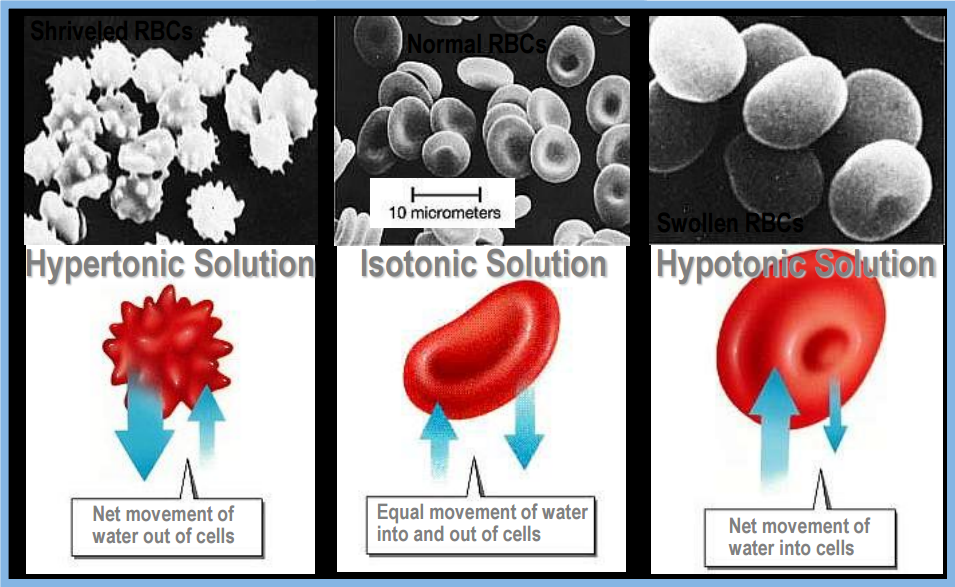 Shriveled RBCs
Normal RBCs
10 micrometers
Swollen RBCs
Hypertonic Solution
Isotonic Solution
Hypotonic Solution
Net movement of
water out of cells
Equal movement of water
into and out of cells
Net movement of
water into cells